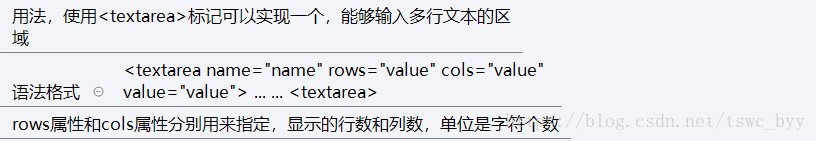 用法，使用<textarea>标记可以实现一个，能够输入多行文本的区
域
语法格式
<textarea name="name" rows="value" cols="value"
value="value"> ... ... <textarea>
rows属性和cols属性分别用来指定，显示的行数和列数，单位是字符个数
https://blog.csdn.net/tswc_byy